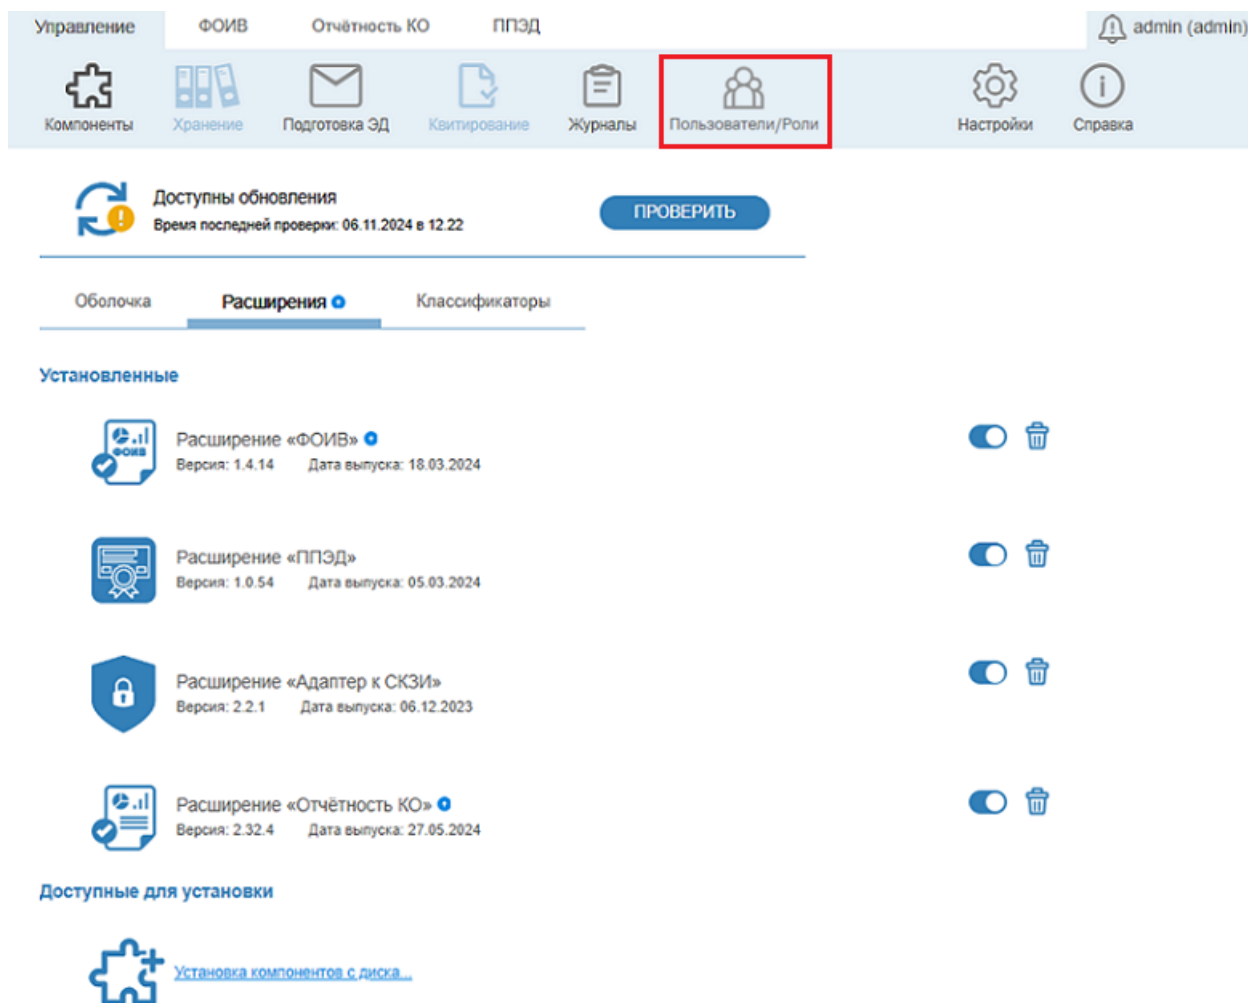 Управление ФОИВ Отчётность КО ППЭД admin (admin)
Компоненты Хранение Подготовка ЭД Квитирование Журналы Пользователи/Роли Настройки Справка
Доступны обновления
Время последней проверки: 06.11.2024 в 12.22
ПРОВЕРИТЬ
Оболочка Расширения Классификаторы
Установленные
ФОИВ
Расширение «ФОИВ»
Версия: 1.4.14 Дата выпуска: 18.03.2024
Расширение «ППЭД»
Версия: 1.0.54 Дата выпуска: 05.03.2024
Расширение «Адаптер к СКЗИ»
Версия: 2.2.1 Дата выпуска: 06.12.2023
Расширение «Отчётность КО»
Версия: 2.32.4 Дата выпуска: 27.05.2024
Доступные для установки
Установка компонентов с диска...